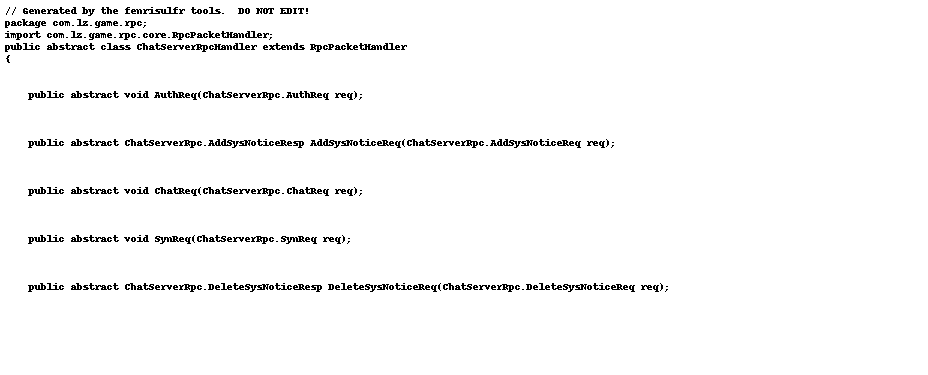 // Generated by the fenrisulfr tools.  DO NOT EDIT!
package com.lz.game.rpc;
import com.lz.game.rpc.core.RpcPacketHandler;
public abstract class ChatServerRpcHandler extends RpcPacketHandler
{
    public abstract void AuthReq(ChatServerRpc.AuthReq req);
    public abstract ChatServerRpc.AddSysNoticeResp AddSysNoticeReq(ChatServerRpc.AddSysNoticeReq req);
    public abstract void ChatReq(ChatServerRpc.ChatReq req);
    public abstract void SynReq(ChatServerRpc.SynReq req);
    public abstract ChatServerRpc.DeleteSysNoticeResp DeleteSysNoticeReq(ChatServerRpc.DeleteSysNoticeReq req);